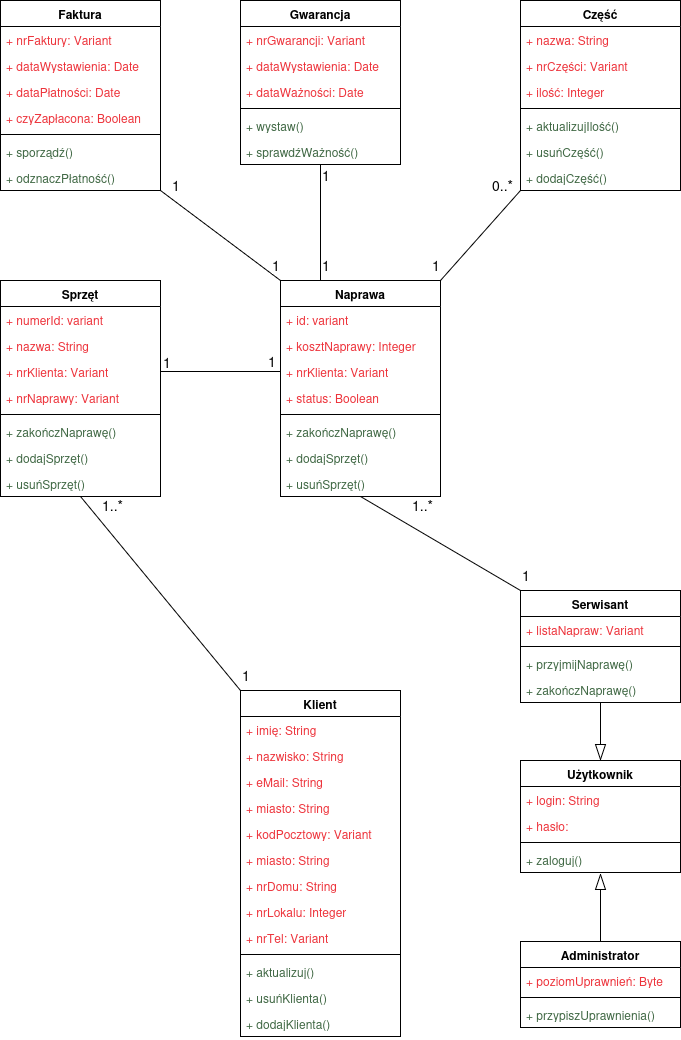 Faktura
+ nrFaktury: Variant
+ dataWystawienia: Date
+ dataPłatności: Date
+ czyZapłacona: Boolean
+ sporządź()
+ odznaczPłatność()
Gwarancja
+ nrGwarancji: Variant
+ dataWystawienia: Date
+ dataWażności: Date
+ wystaw()
+ sprawdźWażność()
Część
+ nazwa: String
+ nrCzęści: Variant
+ ilość: Integer
+ aktualizujIlość()
+ usuńCzęść()
+ dodajCzęść()
1
1
0..*
1
1
1
Sprzęt
+ numerId: variant
+ nazwa: String
+ nrKlienta: Variant
+ nrNaprawy: Variant
+ zakończNaprawę()
+ dodajSprzęt()
+ usuńSprzęt()
1
1
Naprawa
+ id: variant
+ kosztNaprawy: Integer
+ nrKlienta: Variant
+ status: Boolean
+ zakończNaprawę()
+ dodajSprzęt()
+ usuńSprzęt()
1..*
1..*
1
1
Serwisant
+ listaNapraw: Variant
+ przyjmijNaprawę()
+ zakończNaprawę()
Klient
+ imię: String
+ nazwisko: String
+ eMail: String
+ miasto: String
+ kodPocztowy: Variant
+ miasto: String
+ nrDomu: String
+ nrLokalu: Integer
+ nrTel: Variant
+ aktualizuj()
+ usuńKlienta()
+ dodajKlienta()
Użytkownik
+ login: String
+ hasło:
+ zaloguj()
Administrator
+ poziomUprawnień: Byte
+ przypiszUprawnienia()